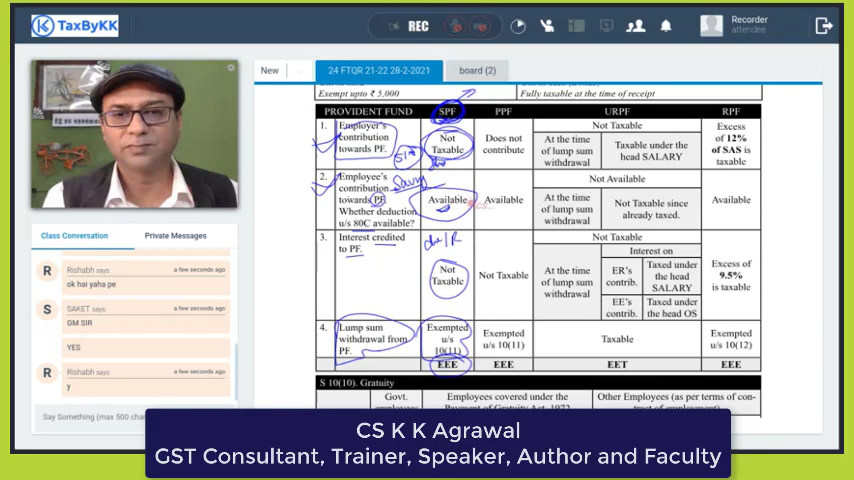 TaxByKK
REC
Recorder
attendee
New
24 FTQR 21-22 28-2-2021
board (2)
Exempt upto ₹ 5,000
Fully taxable at the time of receipt
PROVIDENT FUND
SPF
PPF
URPF
RPF
1.
Employer's
contribution
towards PF.
Not
Taxable
Does not
contribute
Not Taxable
At the time
of lump sum
withdrawal
Taxable under the
head SALARY
Excess
of 12%
of SAS is
taxable
2.
Employee's
contribution
towards PF.
Whether deduction
u/s 80C available?
Available
Available
Not Available
At the time
of lump sum
withdrawal
Not Taxable since
already taxed.
Available
3.
Interest credited
to PF.
Not
Taxable
Not Taxable
Not Taxable
At the time
of lump sum
withdrawal
Interest on
ER's
contrib.
Taxed under
the head
SALARY
EE's
contrib.
Taxed under
the head OS
Excess of
9.5%
is taxable
4.
Lump sum
withdrawal from
PF.
Exempted
u/s
10(11)
Exempted
u/s 10(11)
Taxable
Exempted
u/s 10(12)
EEE
EEE
EET
EEE
S 10(10). Gratuity
Govt.
Employees covered under the
Other Employees (as per terms of con-
Class Conversation
Private Messages
a few seconds ago
R
Rishabh says:
a few seconds ago
ok hai yaha pe
S
SAKET says:
a few seconds ago
GM SIR
YES
R
Rishabh says:
a few seconds ago
y
Say Something (max 500 char
CS K K Agrawal
GST Consultant, Trainer, Speaker, Author and Faculty